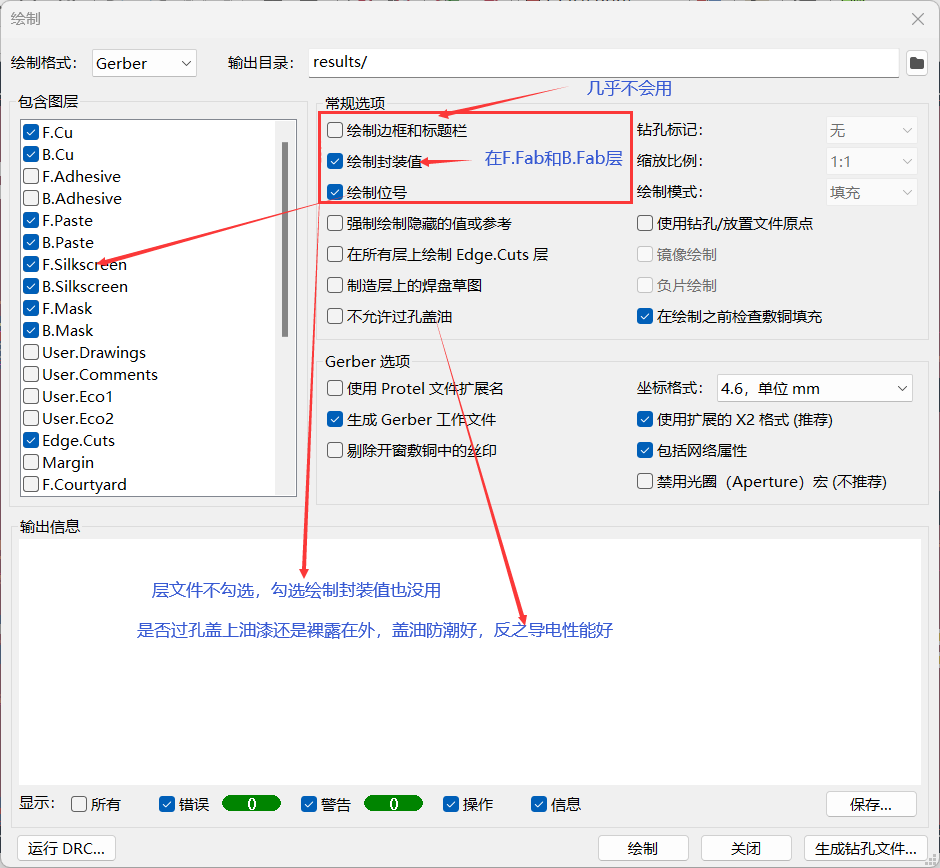 绘制
绘制格式: Gerber 输出目录: results/
包含图层
F.Cu
B.Cu
F.Adhesive
B.Adhesive
F.Paste
B.Paste
F.Silkscreen
B.Silkscreen
F.Mask
B.Mask
User.Drawings
User.Comments
User.Eco1
User.Eco2
Edge.Cuts
Margin
F.Courtyard
几乎不会用
常规选项
绘制边框和标题栏
绘制封装值
在F.Fab和B.Fab层
绘制位号
强制绘制隐藏的值或参考
在所有层上绘制 Edge.Cuts 层
制造层上的焊盘草图
不允许过孔盖油
钻孔标记: 无
缩放比例: 1:1
绘制模式: 填充
使用钻孔/放置文件原点
镜像绘制
负片绘制
在绘制之前检查敷铜填充
Gerber 选项
使用 Protel 文件扩展名
生成 Gerber 工作文件
剔除开窗敷铜中的丝印
坐标格式: 4.6，单位 mm
使用扩展的 X2 格式 (推荐)
包括网络属性
禁用光圈（Aperture）宏 (不推荐)
输出信息
层文件不勾选，勾选绘制封装值也没用
是否过孔盖上油漆还是裸露在外，盖油防潮好，反之导电性能好
显示: 所有 错误 0 警告 0 操作 信息 保存...
运行 DRC... 绘制 关闭 生成钻孔文件...